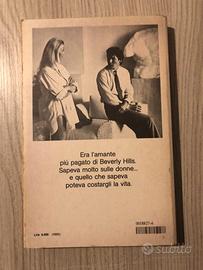 Era l'amante
più pagato di Beverly Hills.
Sapeva molto sulle donne...
e quello che sapeva
poteva costargli la vita.
subito